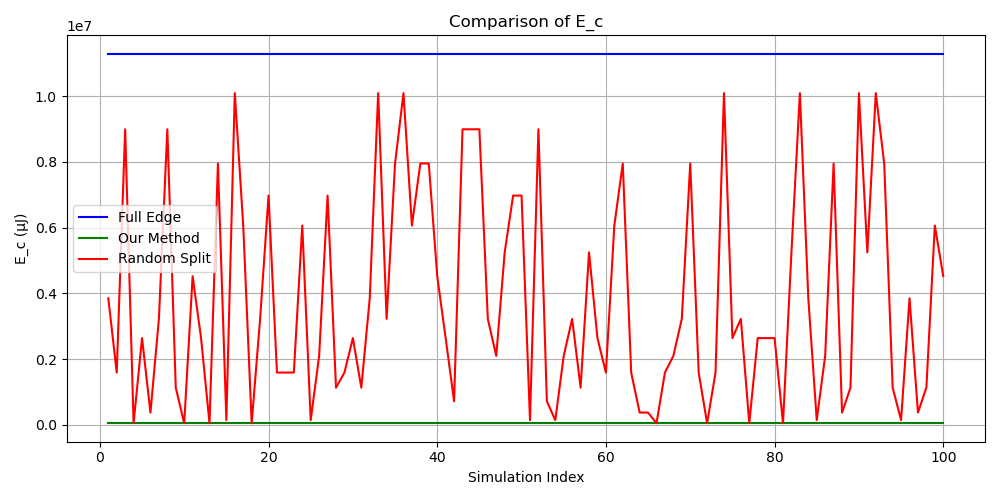 Comparison of E_c
1e7
1.0
0.8
0.6
0.4
0.2
0.0
E_c (μJ)
Full Edge
Our Method
Random Split
0 20 40 60 80 100
Simulation Index